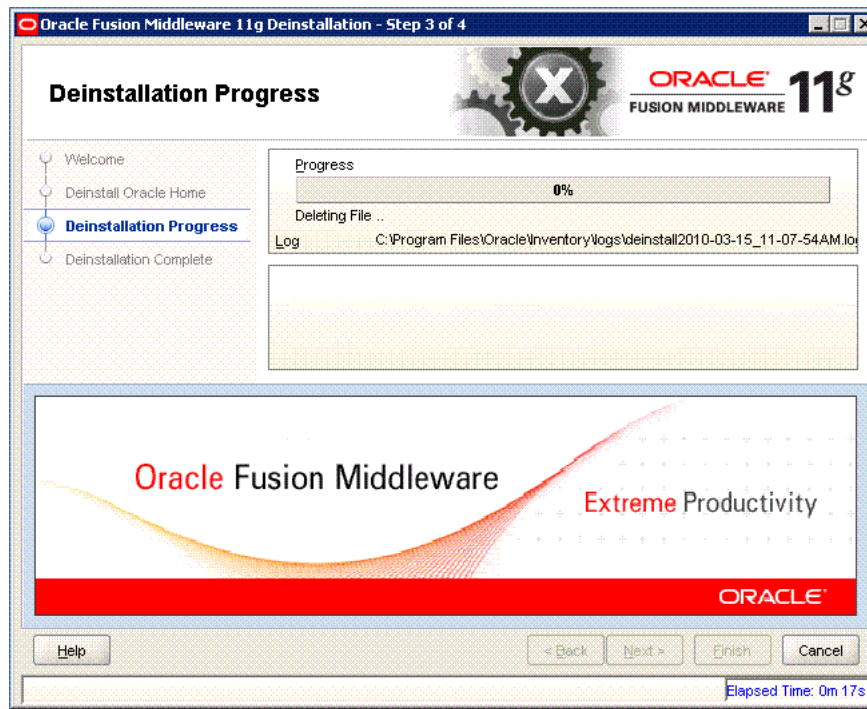 Oracle Fusion Middleware 11g Deinstallation - Step 3 of 4
Deinstallation Progress
ORACLE
FUSION MIDDLEWARE
11g
Welcome
Deinstall Oracle Home
Deinstallation Progress
Deinstallation Complete
Progress
0%
Deleting File ..
Log C:\Program Files\Oracle\Inventory\logs\deinstall2010-03-15_11-07-54AM.lo
Oracle Fusion Middleware
Extreme Productivity
ORACLE
Help
< Back
Next >
Finish
Cancel
Elapsed Time: 0m 17s